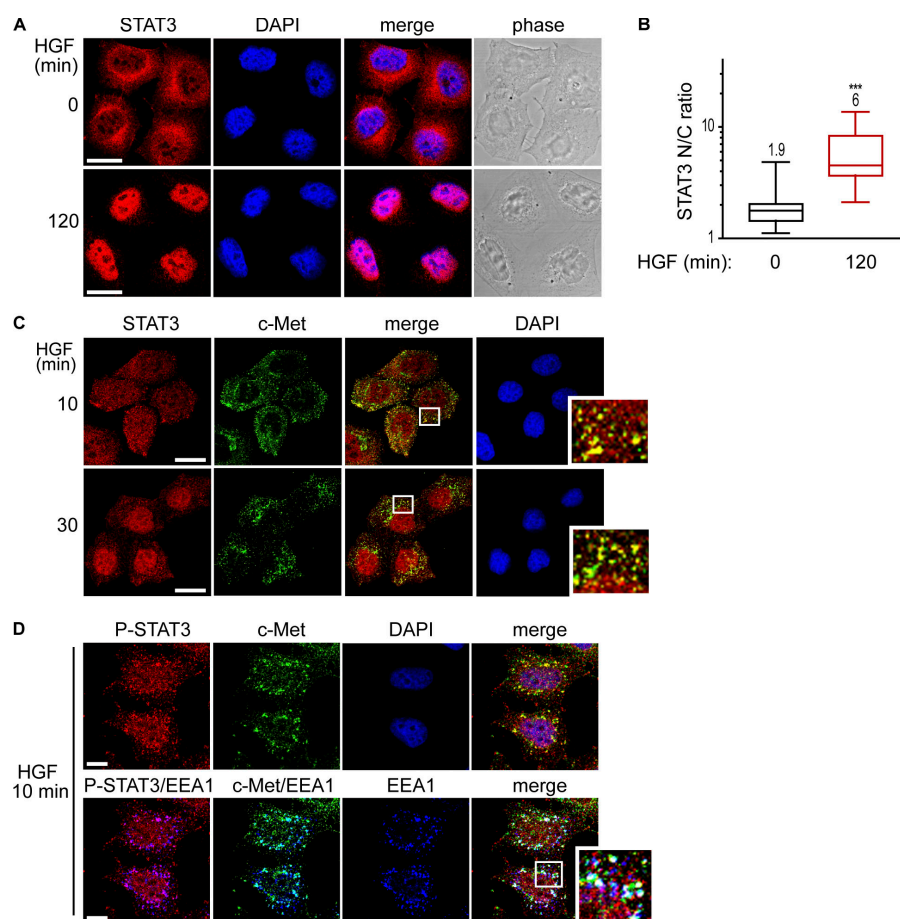 A
STAT3 DAPI merge phase
HGF
(min)
0
120
B
STAT3 N/C ratio
10
1
1.9
***
6
HGF (min): 0 120
C
STAT3 c-Met merge DAPI
HGF
(min)
10
30
D
P-STAT3 c-Met DAPI merge
HGF
10 min
P-STAT3/EEA1 c-Met/EEA1 EEA1 merge